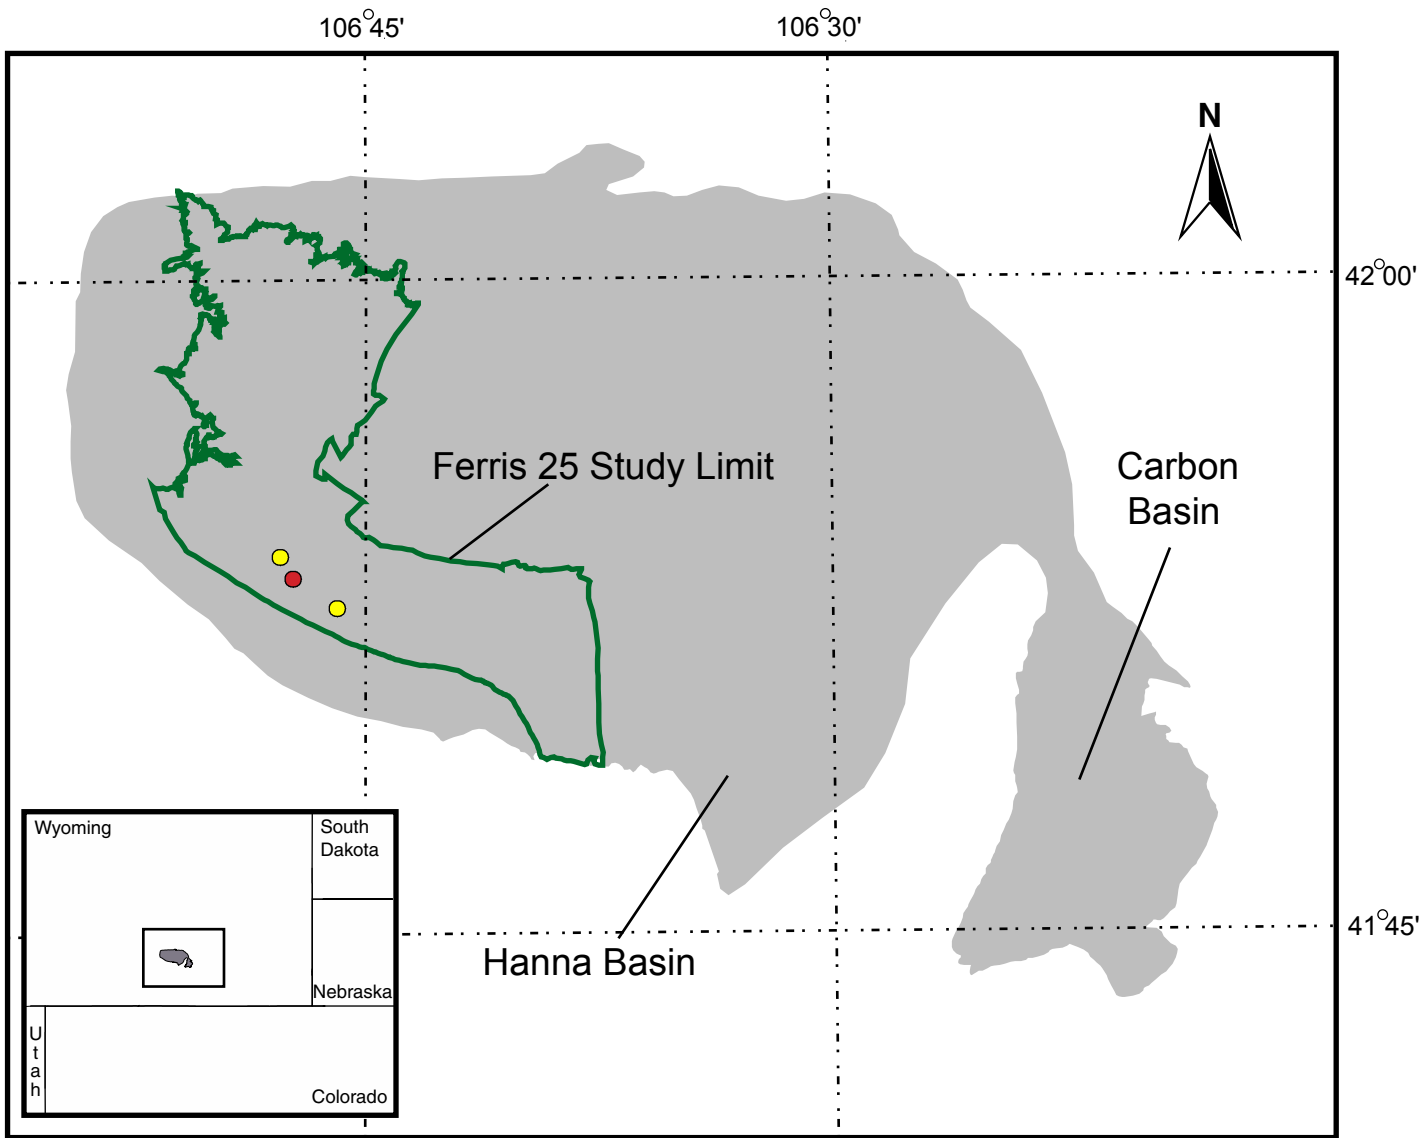 106°45'
106°30'
N
42°00'
Ferris 25 Study Limit
Carbon
Basin
Wyoming
South
Dakota
41°45'
Hanna Basin
Nebraska
U
t
a
h
Colorado